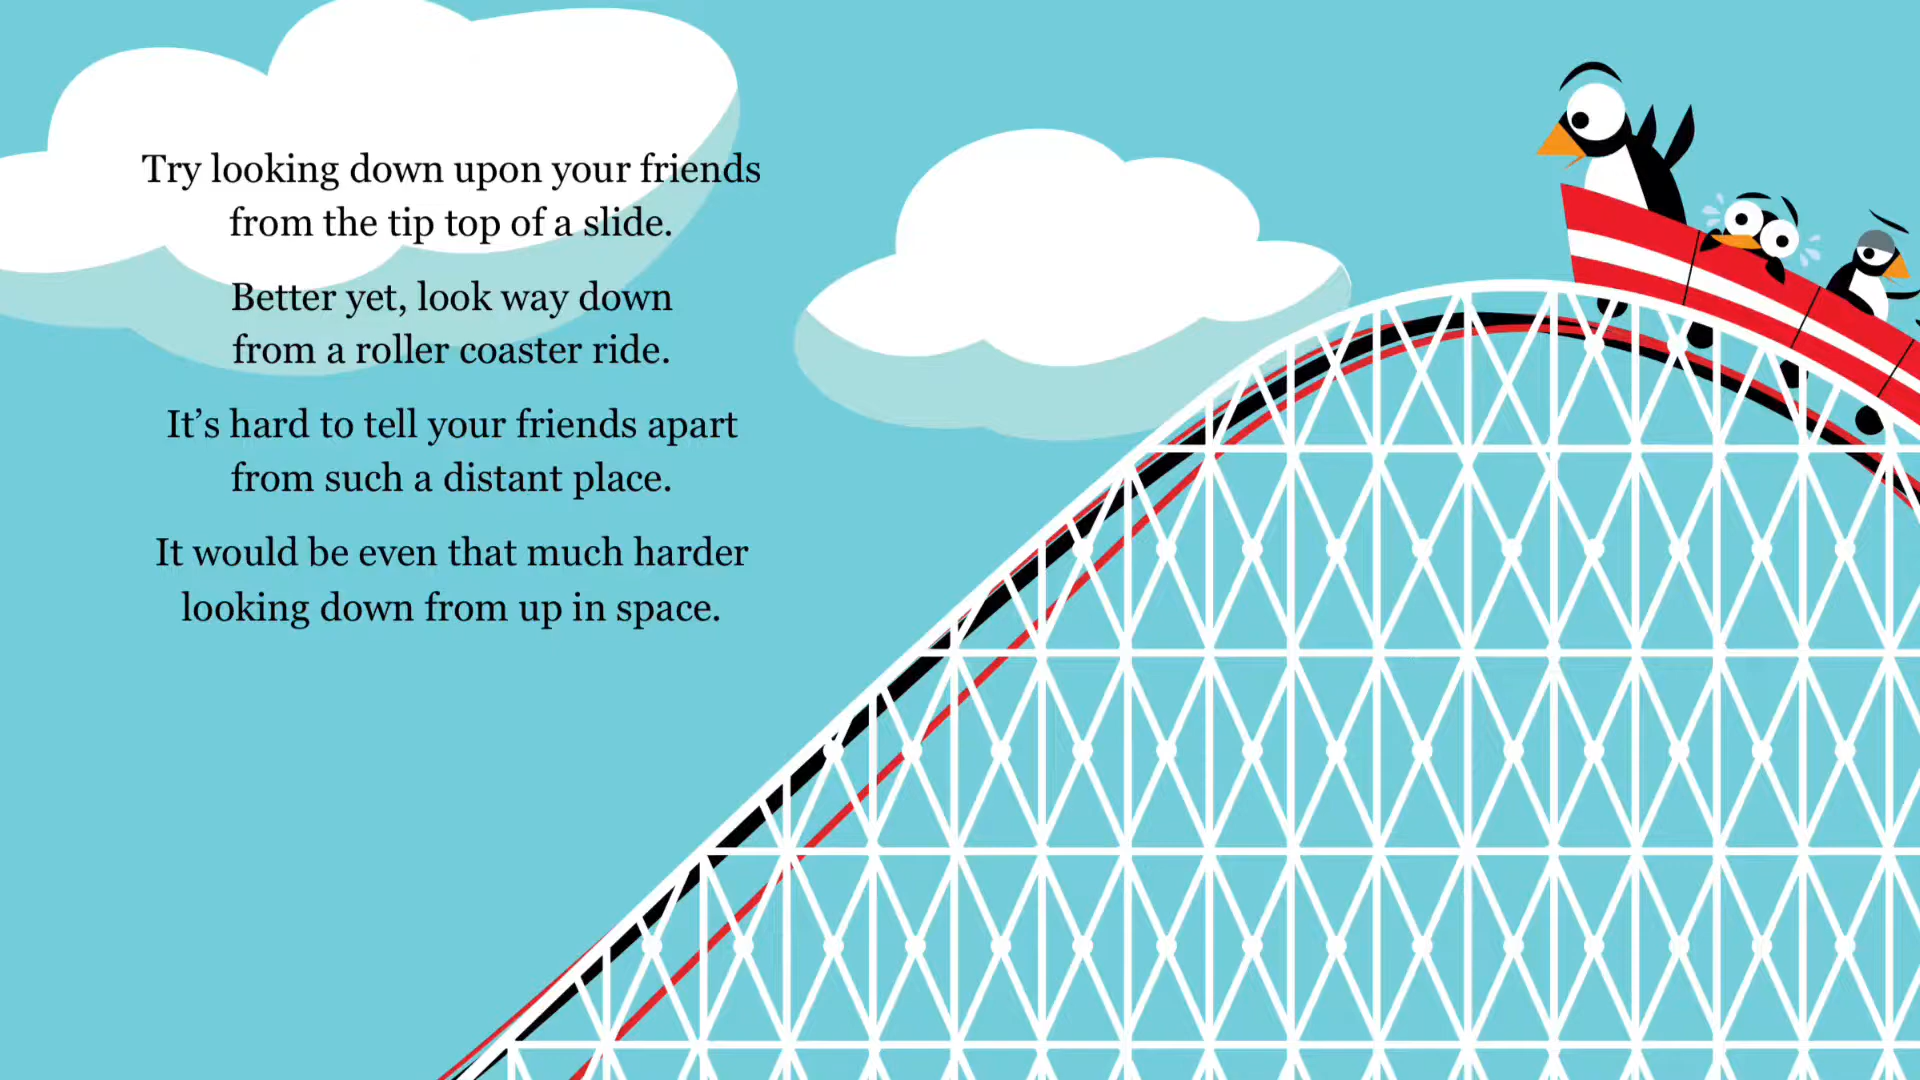 Try looking down upon your friends
from the tip top of a slide.
Better yet, look way down
from a roller coaster ride.
It’s hard to tell your friends apart
from such a distant place.
It would be even that much harder
looking down from up in space.